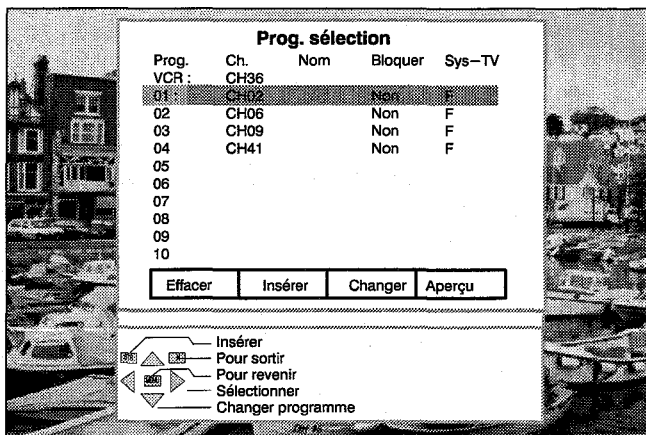 Prog. sélection
Prog. Ch. Nom Bloquer Sys-TV
VCR : CH36
01 : CH02 Non F
02 CH06 Non F
03 CH09 Non F
04 CH41 Non F
05
06
07
08
09
10
Effacer Insérer Changer Aperçu
Insérer
Pour sortir
Pour revenir
Sélectionner
Changer programme